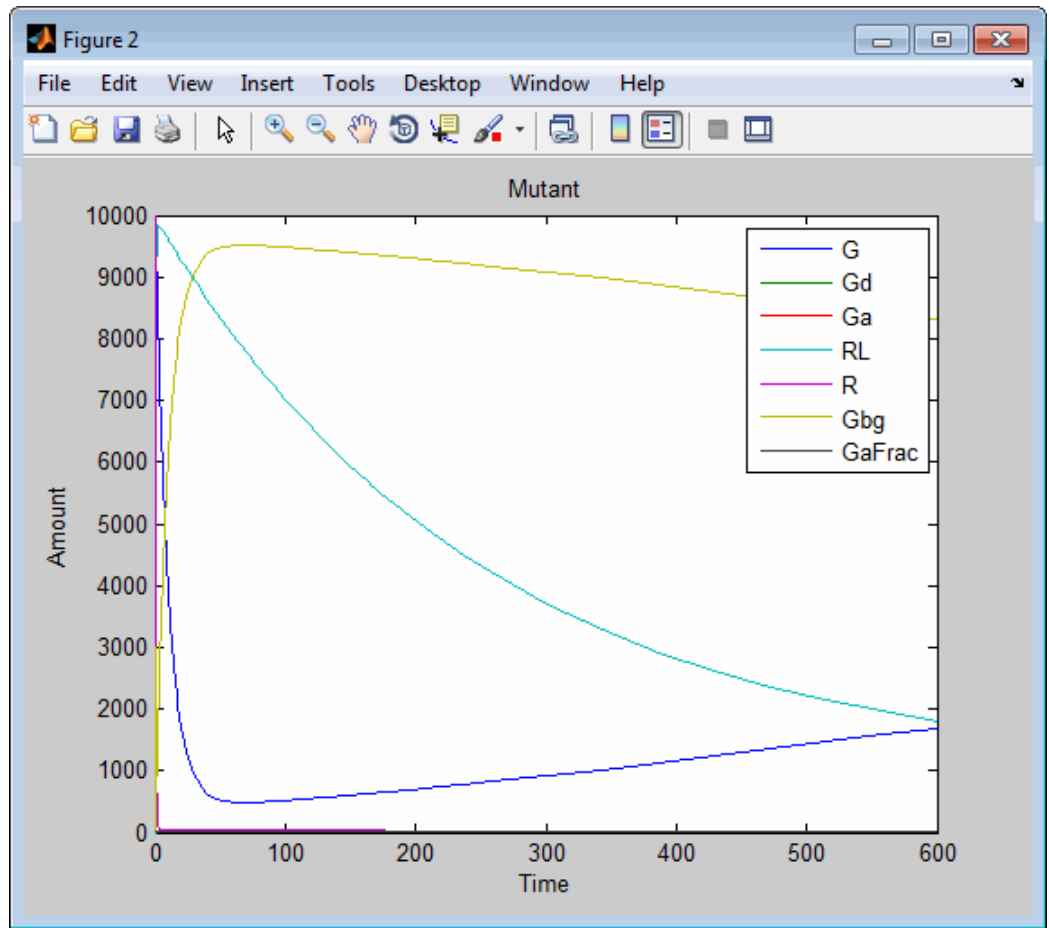 Figure 2
File Edit View Insert Tools Desktop Window Help
Mutant
10000
9000
8000
7000
6000
5000
4000
3000
2000
1000
0
Amount
0 100 200 300 400 500 600
Time
G
Gd
Ga
RL
R
Gbg
GaFrac